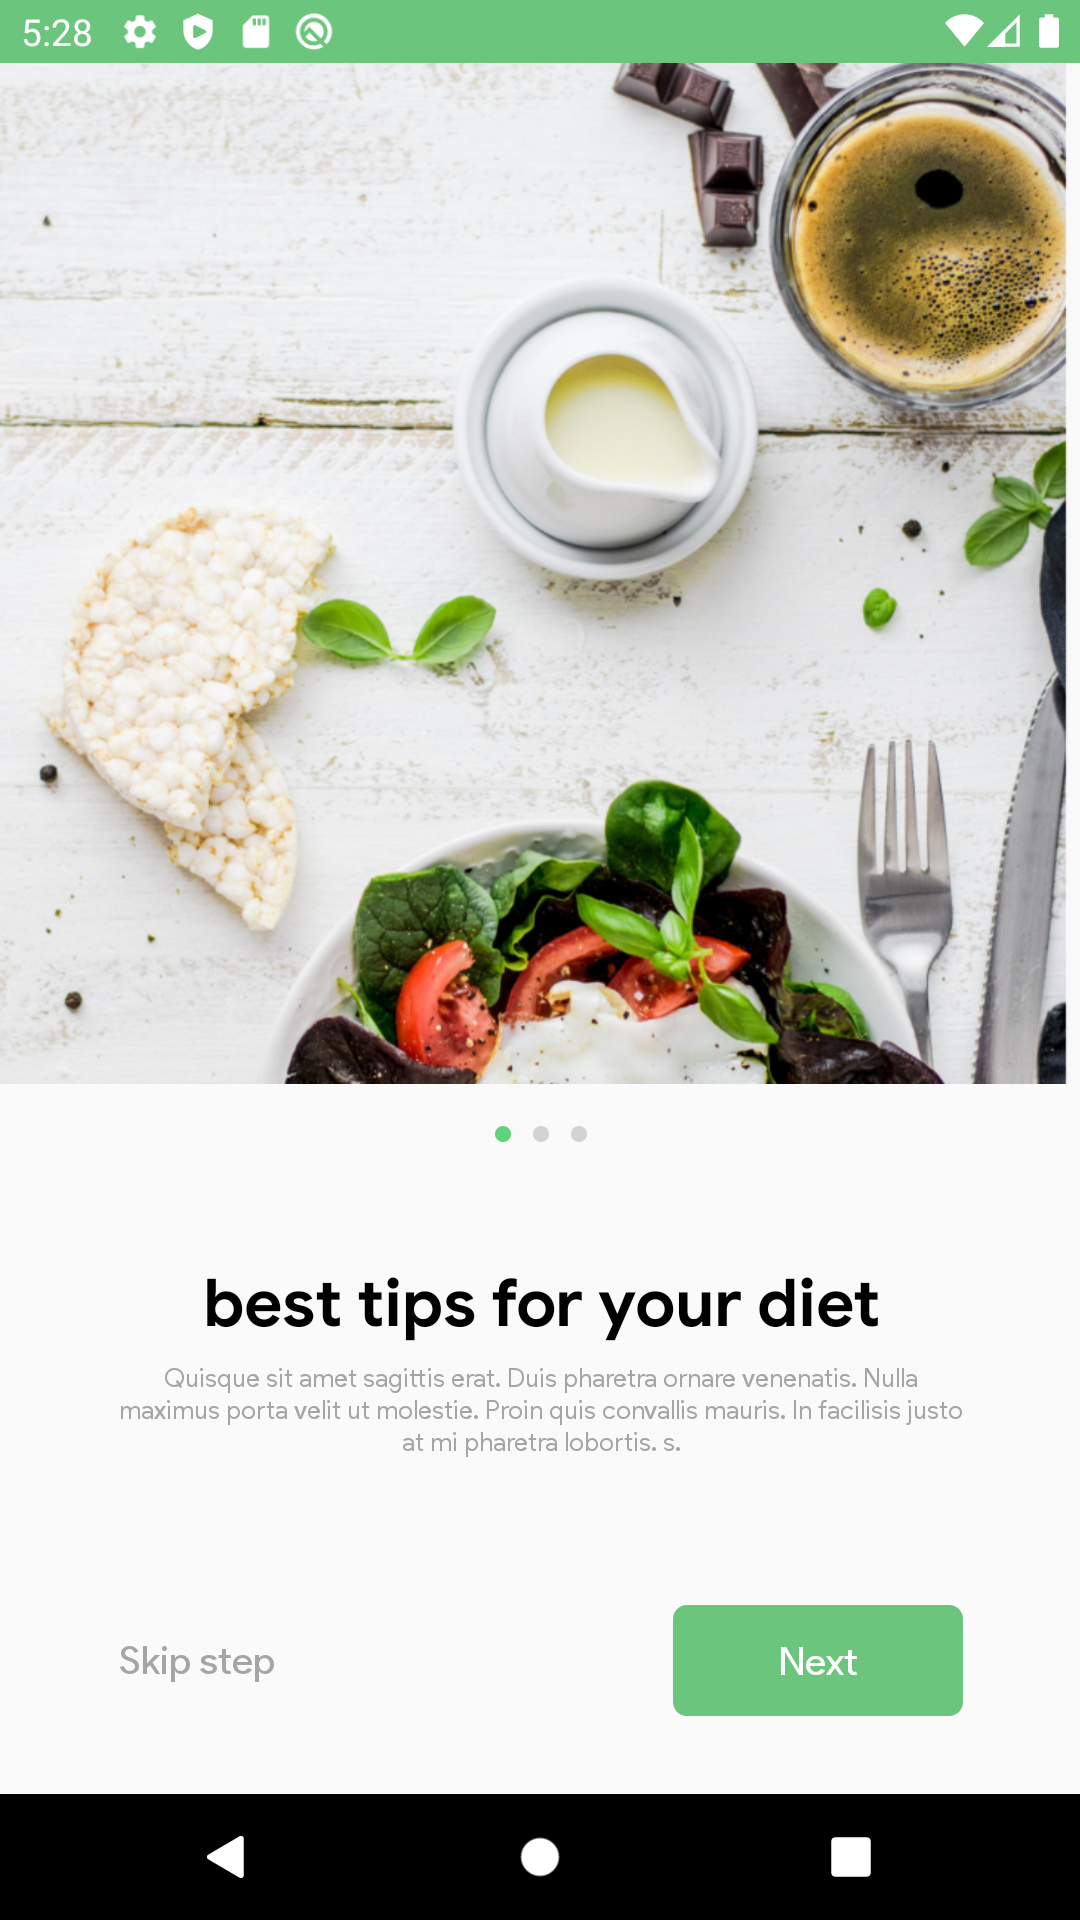 5:28
best tips for your diet
Quisque sit amet sagittis erat. Duis pharetra ornare venenatis. Nulla
maximus porta velit ut molestie. Proin quis convallis mauris. In facilisis justo
at mi pharetra lobortis. s.
Skip step
Next